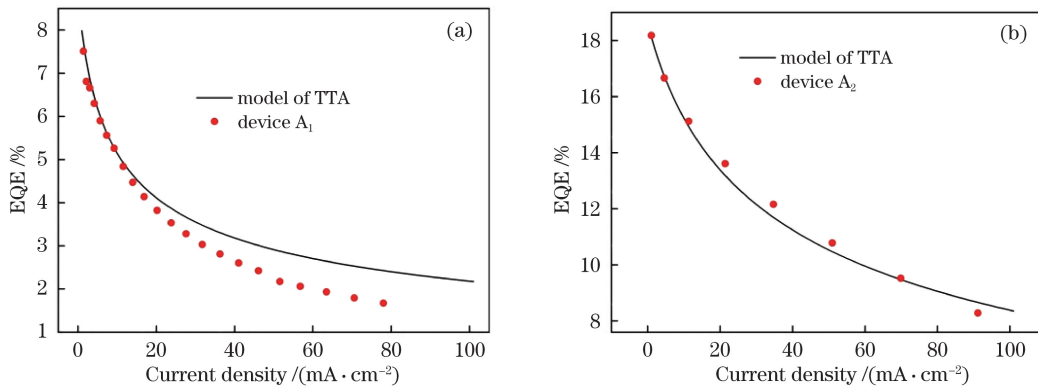 (a)
8
7
6
5
4
3
2
1
EQE /%
model of TTA
device A₁
0 20 40 60 80 100
Current density /(mA · cm⁻²)
(b)
18
16
14
12
10
8
EQE /%
model of TTA
device A₂
0 20 40 60 80 100
Current density /(mA · cm⁻²)